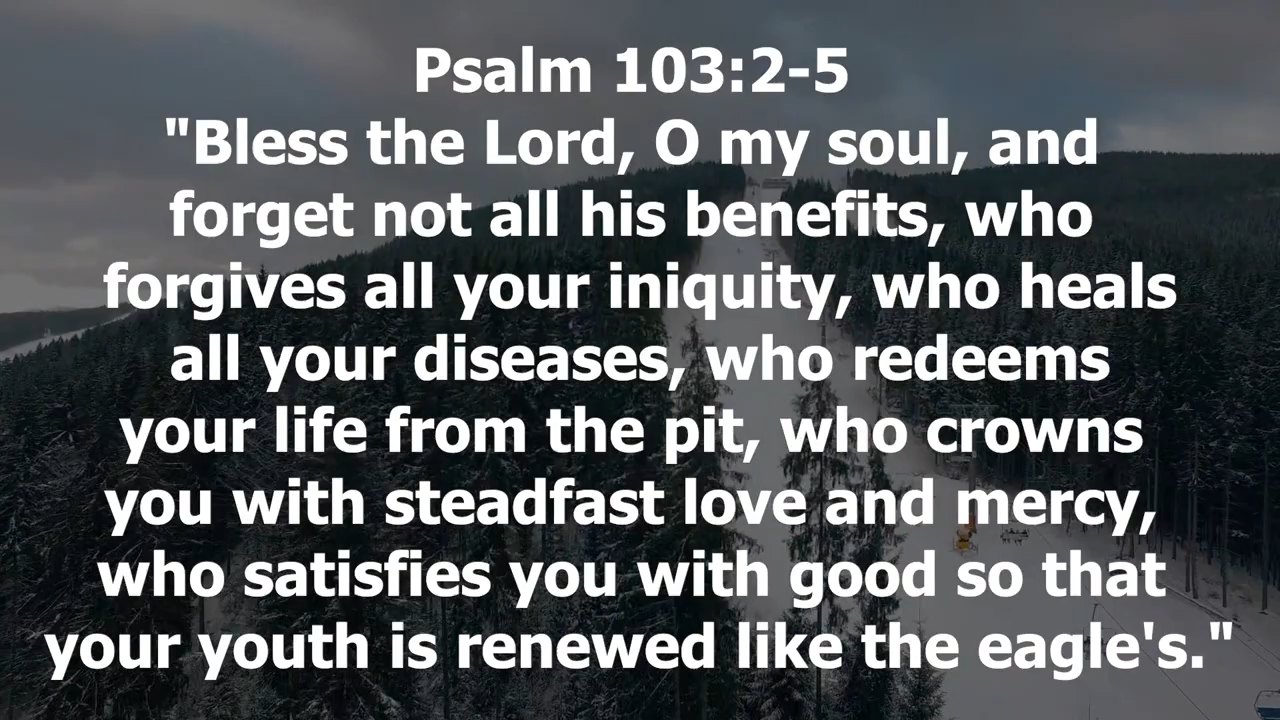 Psalm 103:2-5
"Bless the Lord, O my soul, and
forget not all his benefits, who
forgives all your iniquity, who heals
all your diseases, who redeems
your life from the pit, who crowns
you with steadfast love and mercy,
who satisfies you with good so that
your youth is renewed like the eagle's."